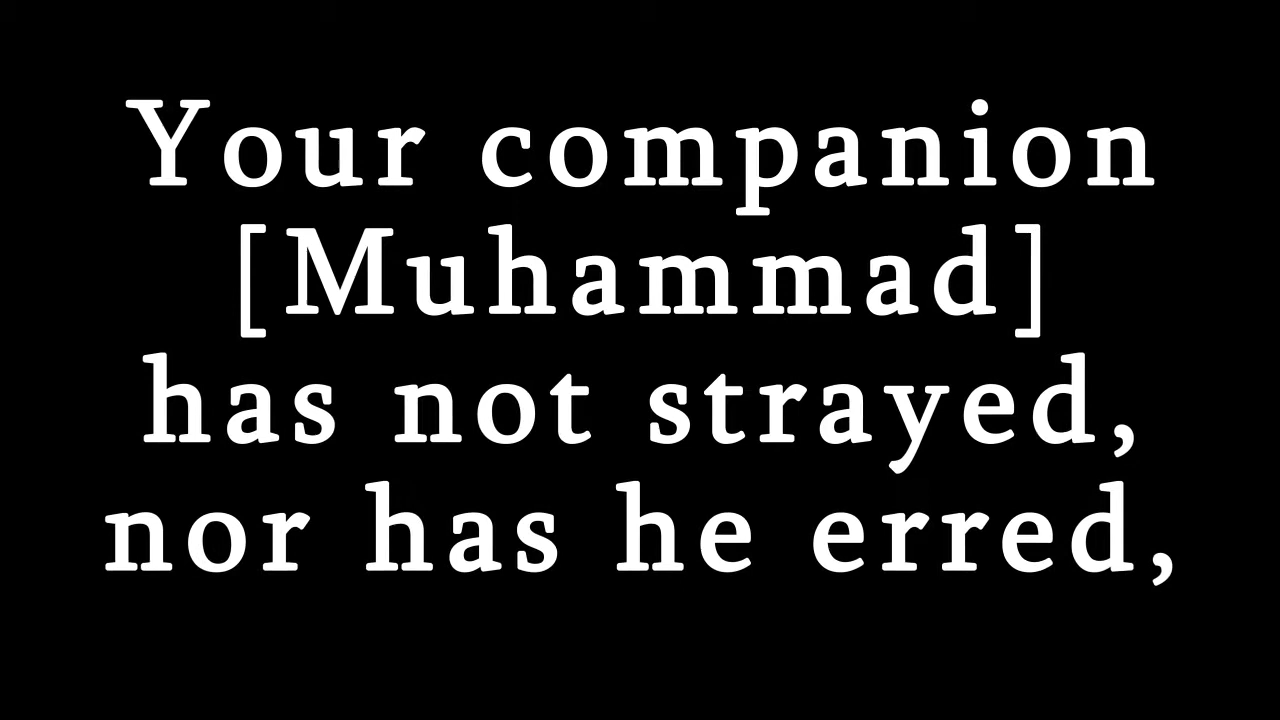 Your companion
[Muhammad]
has not strayed,
nor has he erred,